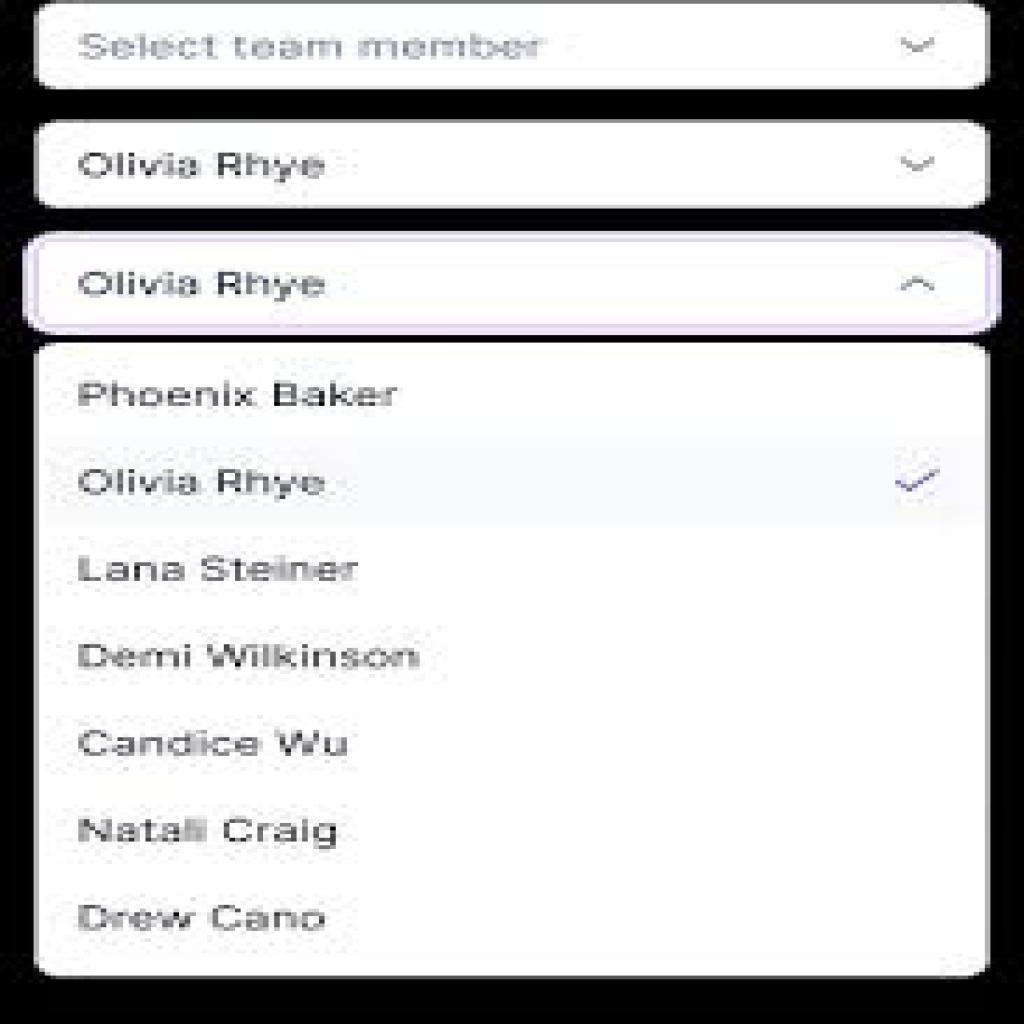 Select team member
Olivia Rhye
Olivia Rhye
Phoenix Baker
Olivia Rhye
Lana Steiner
Demi Wilkinson
Candice Wu
Natali Craig
Drew Cano